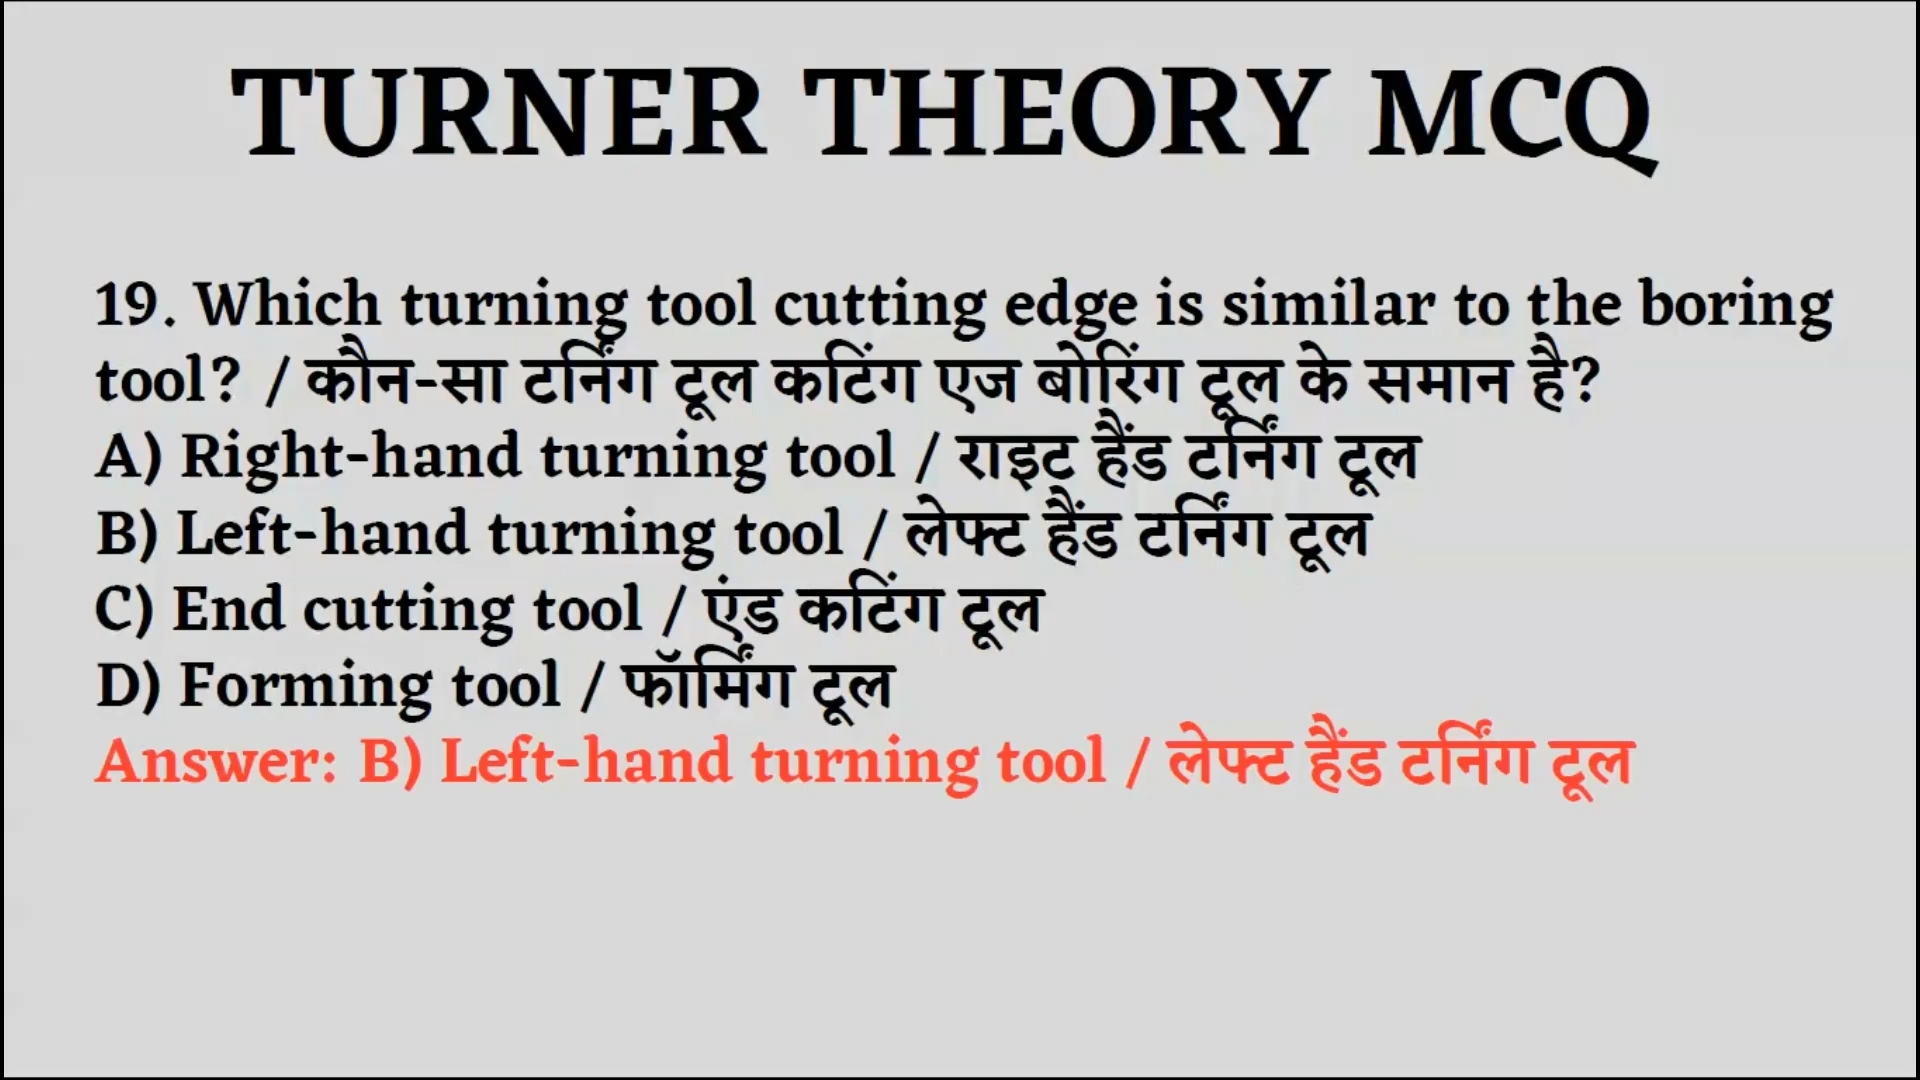 TURNER THEORY MCQ
19. Which turning tool cutting edge is similar to the boring
tool? / कौन-सा टर्निंग टूल कटिंग एज बोरिंग टूल के समान है?
A) Right-hand turning tool / राइट हैंड टर्निंग टूल
B) Left-hand turning tool / लेफ्ट हैंड टर्निंग टूल
C) End cutting tool / एंड कटिंग टूल
D) Forming tool / फॉर्मिंग टूल
Answer: B) Left-hand turning tool / लेफ्ट हैंड टर्निंग टूल